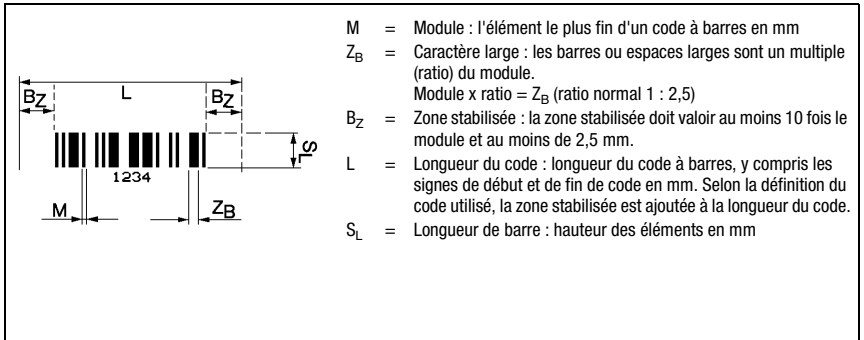 L
BZ
BZ
SL
1234
M
ZB
M = Module : l'élément le plus fin d'un code à barres en mm
ZB = Caractère large : les barres ou espaces larges sont un multiple
(ratio) du module.
Module x ratio = ZB (ratio normal 1 : 2,5)
BZ = Zone stabilisée : la zone stabilisée doit valoir au moins 10 fois le
module et au moins de 2,5 mm.
L = Longueur du code : longueur du code à barres, y compris les
signes de début et de fin de code en mm. Selon la définition du
code utilisé, la zone stabilisée est ajoutée à la longueur du code.
SL = Longueur de barre : hauteur des éléments en mm